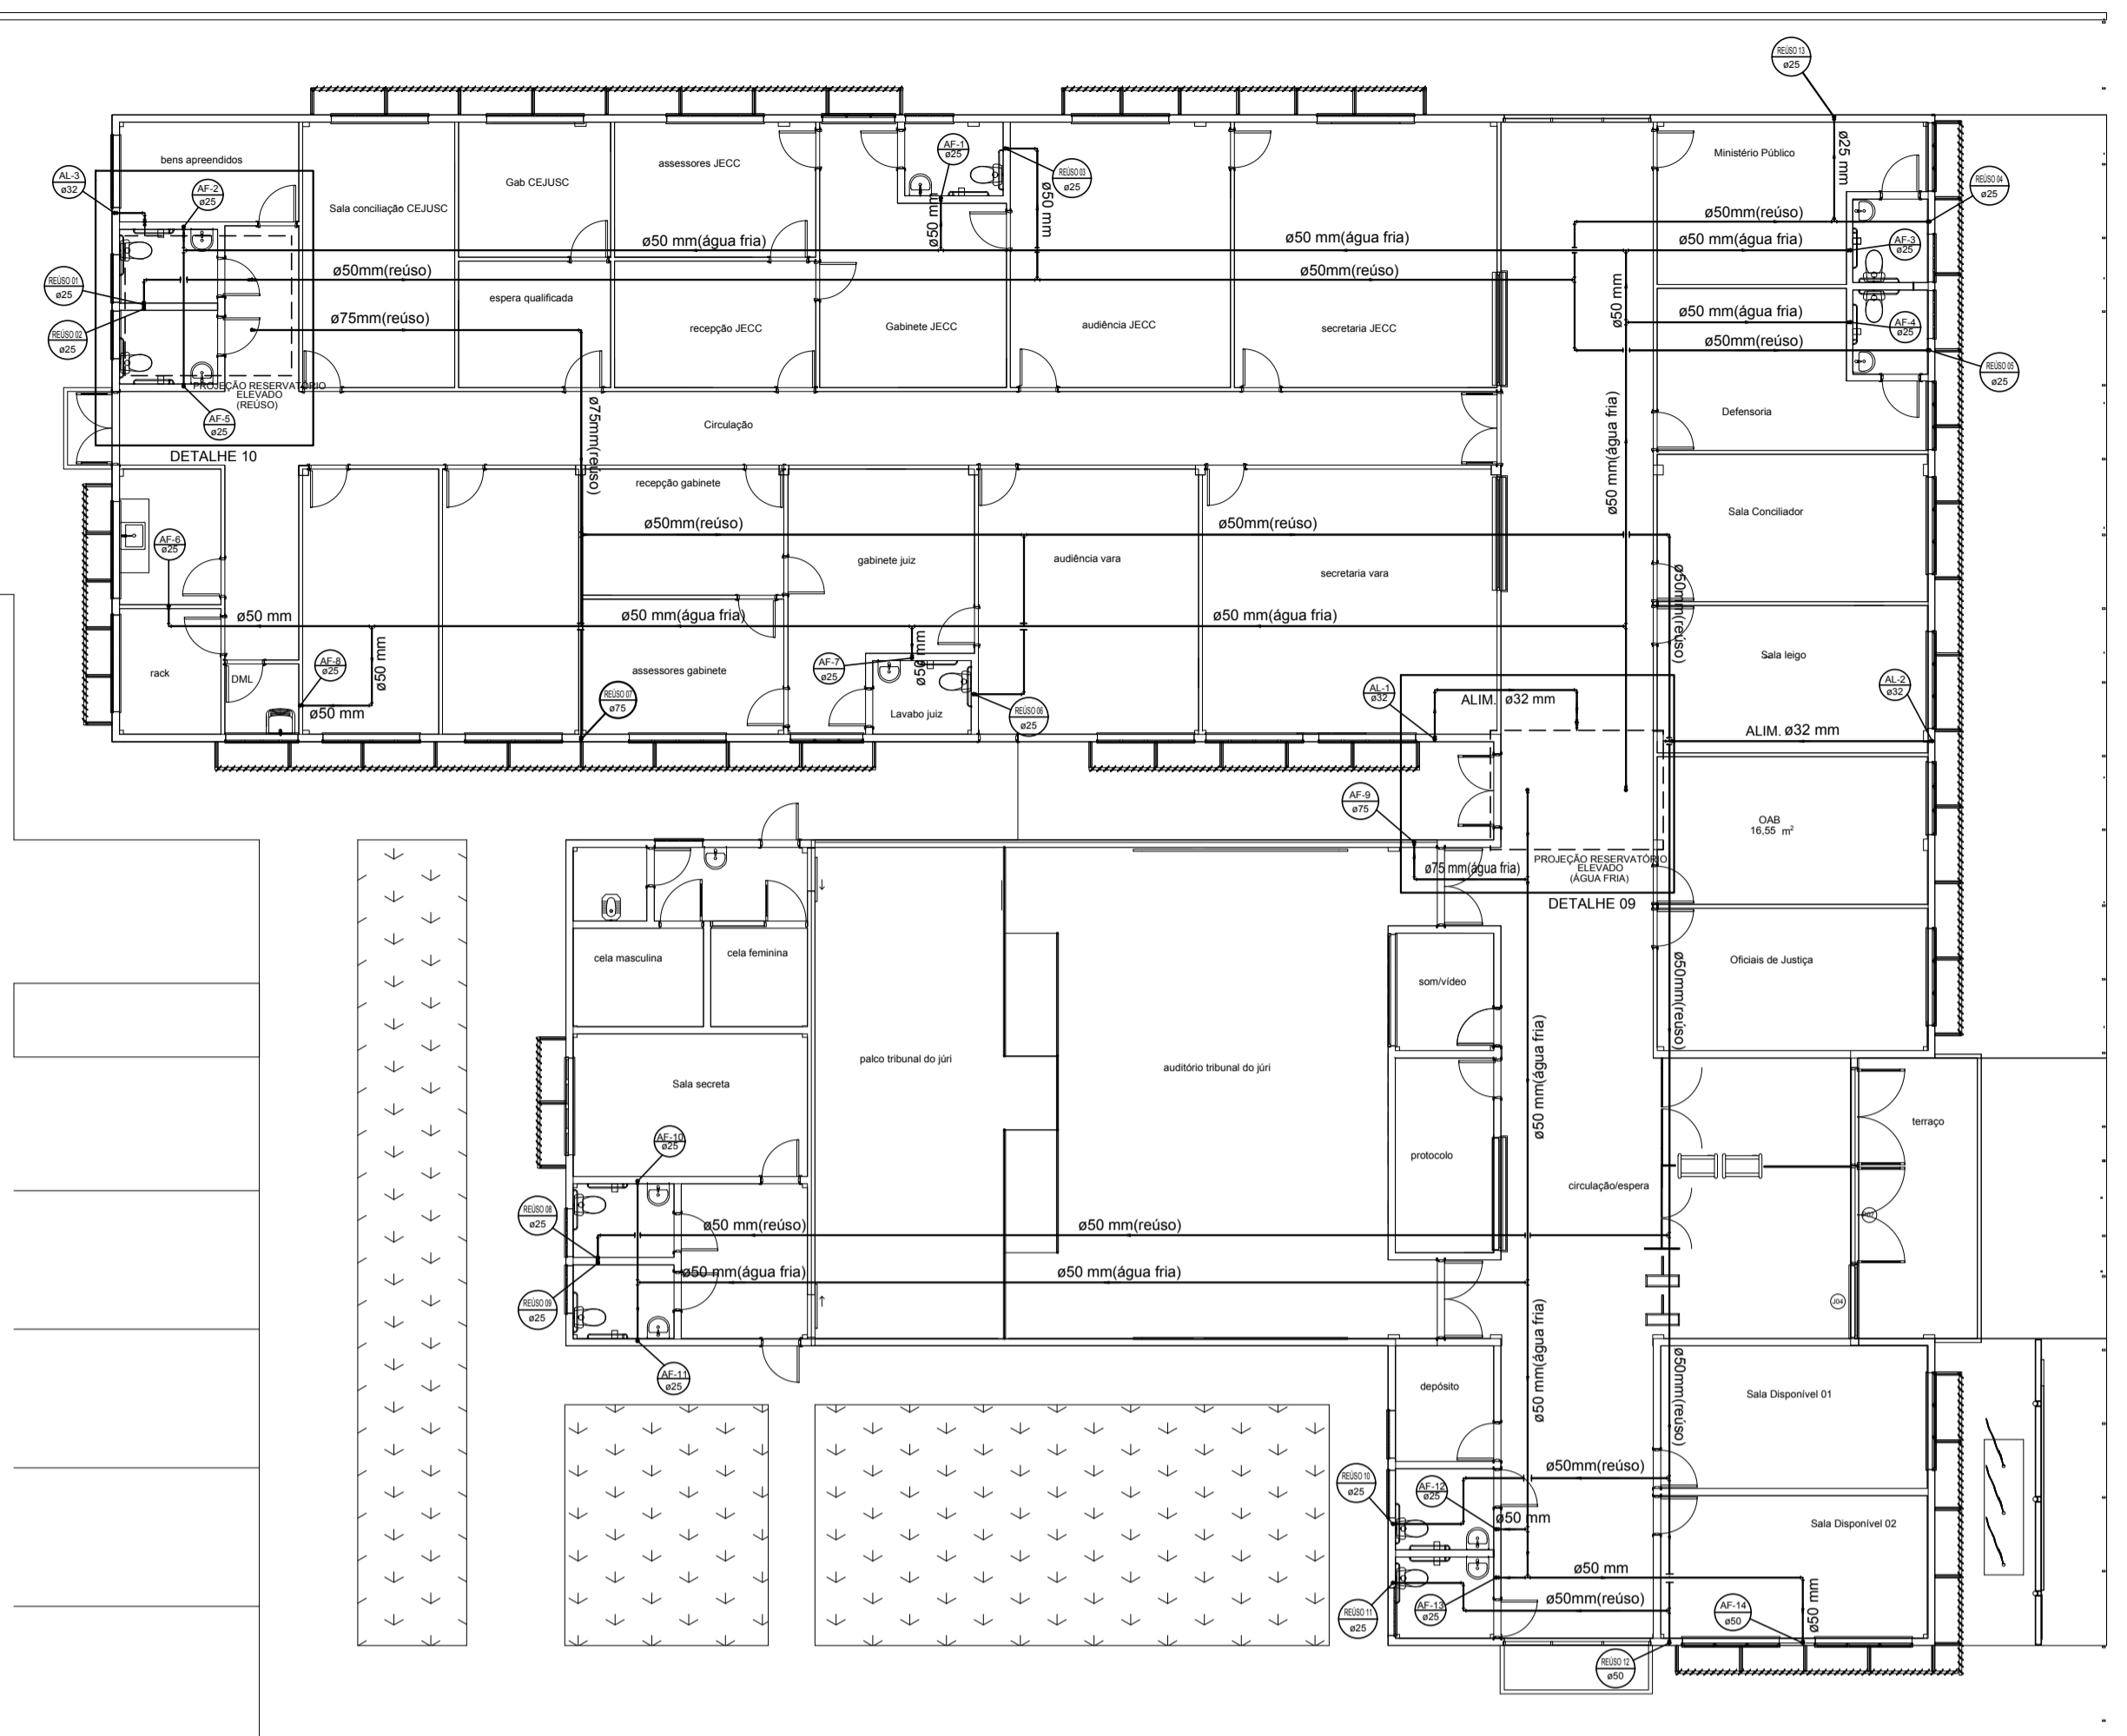 REÚSO 13
ø25
bens apreendidos
AL-3
ø32
AF-2
ø25
Sala conciliação CEJUSC
Gab CEJUSC
assessores JECC
AF-1
ø25
REÚSO 03
ø25
ø50 mm
ø50 mm
Ministério Público
ø25 mm
REÚSO 04
ø25
ø50mm(reúso)
ø50 mm(água fria)
ø50 mm(água fria)
ø50 mm(água fria)
AF-3
ø25
REÚSO 01
ø25
ø50mm(reúso)
ø50mm(reúso)
espera qualificada
ø50 mm
REÚSO 02
ø25
ø75mm(reúso)
recepção JECC
Gabinete JECC
audiência JECC
secretaria JECC
ø50 mm(água fria)
AF-4
ø25
ø50mm(reúso)
REÚSO 05
ø25
PROJEÇÃO RESERVATÓRIO
ELEVADO
(REÚSO)
AF-5
ø25
DETALHE 10
ø75mm(reúso)
Circulação
ø50 mm(água fria)
Defensoria
recepção gabinete
Sala Conciliador
ø50mm(reúso)
ø50mm(reúso)
AF-6
ø25
gabinete juiz
audiência vara
secretaria vara
ø50mm(reúso)
ø50 mm
ø50 mm(água fria)
ø50 mm(água fria)
rack
DML
AF-8
ø25
ø50 mm
ø50 mm
assessores gabinete
AF-7
ø25
ø50 mm
Lavabo juiz
Sala leigo
REÚSO 07
ø75
REÚSO 06
ø25
AL-1
ø32
ALIM. ø32 mm
AL-2
ø32
ALIM. ø32 mm
AF-9
ø75
OAB
16,55 m²
ø75 mm(água fria)
PROJEÇÃO RESERVATÓRIO
ELEVADO
(ÁGUA FRIA)
DETALHE 09
cela masculina
cela feminina
som/vídeo
Oficiais de Justiça
ø50mm(reúso)
palco tribunal do júri
auditório tribunal do júri
Sala secreta
ø50 mm(água fria)
terraço
AF-10
ø25
protocolo
circulação/espera
REÚSO 08
ø25
ø50 mm(reúso)
ø50 mm(reúso)
ø50 mm(água fria)
ø50 mm(água fria)
REÚSO 09
ø25
J04
ø50 mm(água fria)
AF-11
ø25
depósito
ø50mm(reúso)
Sala Disponível 01
REÚSO 10
ø25
AF-12
ø25
ø50mm(reúso)
ø50 mm
Sala Disponível 02
ø50 mm
REÚSO 11
ø25
AF-13
ø25
ø50mm(reúso)
AF-14
ø50
ø50 mm
REÚSO 12
ø50